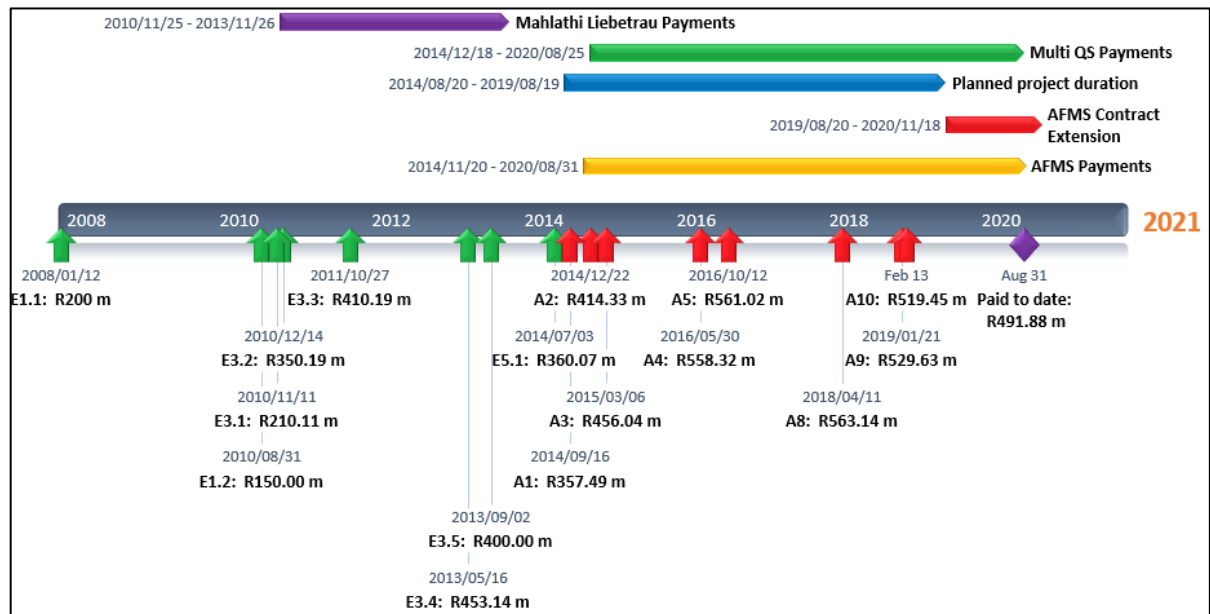 2010/11/25 - 2013/11/26 Mahlathi Liebetrau Payments
2014/12/18 - 2020/08/25 Multi QS Payments
2014/08/20 - 2019/08/19 Planned project duration
2019/08/20 - 2020/11/18 AFMS Contract
Extension
2014/11/20 - 2020/08/31 AFMS Payments
2008 2010 2012 2014 2016 2018 2020 2021
2008/01/12 2011/10/27 2014/12/22 2016/10/12 Feb 13 Aug 31
E1.1: R200 m E3.3: R410.19 m A2: R414.33 m A5: R561.02 m A10: R519.45 m Paid to date:
R491.88 m
2010/12/14 2014/07/03 2016/05/30 2019/01/21
E3.2: R350.19 m E5.1: R360.07 m A4: R558.32 m A9: R529.63 m
2010/11/11 2015/03/06 2018/04/11
E3.1: R210.11 m A3: R456.04 m A8: R563.14 m
2010/08/31 2014/09/16
E1.2: R150.00 m A1: R357.49 m
2013/09/02
E3.5: R400.00 m
2013/05/16
E3.4: R453.14 m